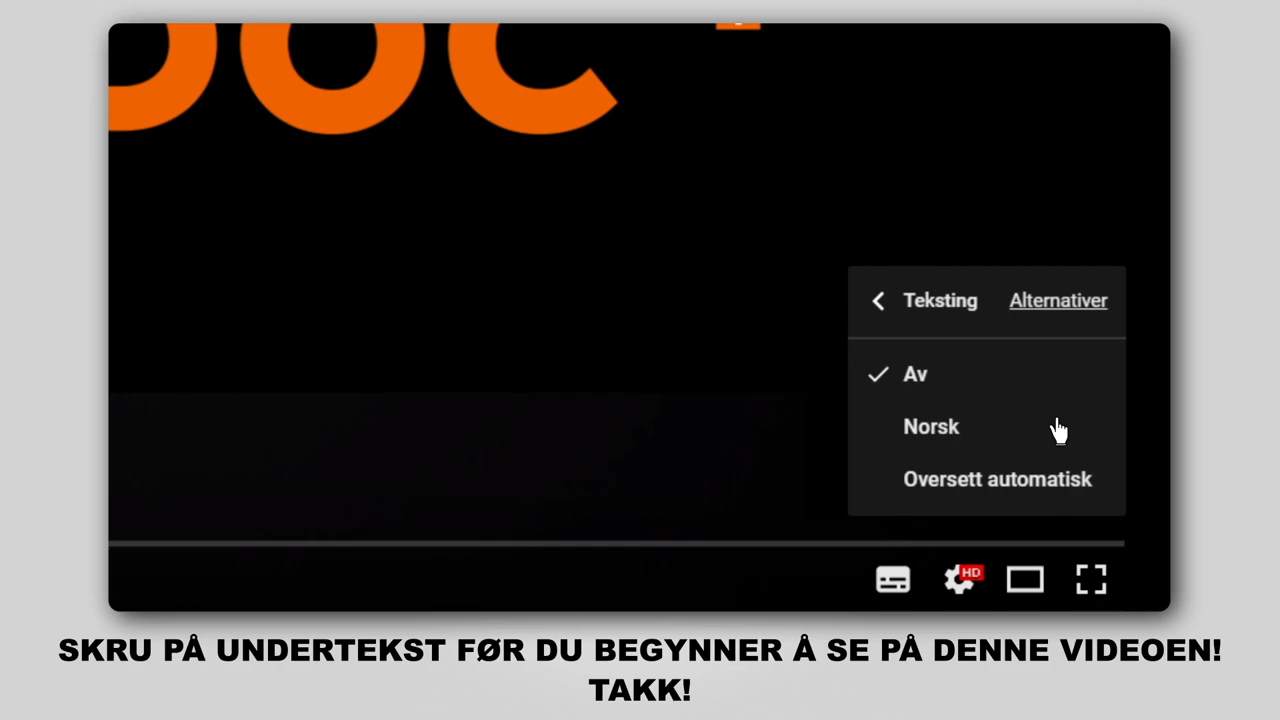 Teksting Alternativer
Av
Norsk
Oversett automatisk
HD
SKRU PÅ UNDERTEKST FØR DU BEGYNNER Å SE PÅ DENNE VIDEOEN!
TAKK!